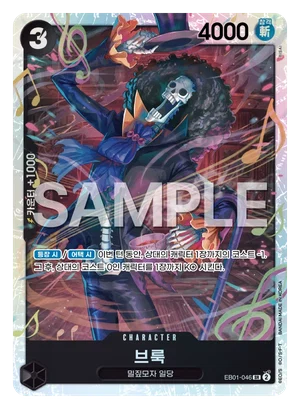 3
4000
참격
斬
카운터 +1000
SAMPLE
등장 시 / 어택 시 이번 턴 동안, 상대의 캐릭터 1장까지의 코스트 -1.
그 후, 상대의 코스트 0인 캐릭터를 1장까지 KO 시킨다.
CHARACTER
브룩
밀짚모자 일당
EB01-046